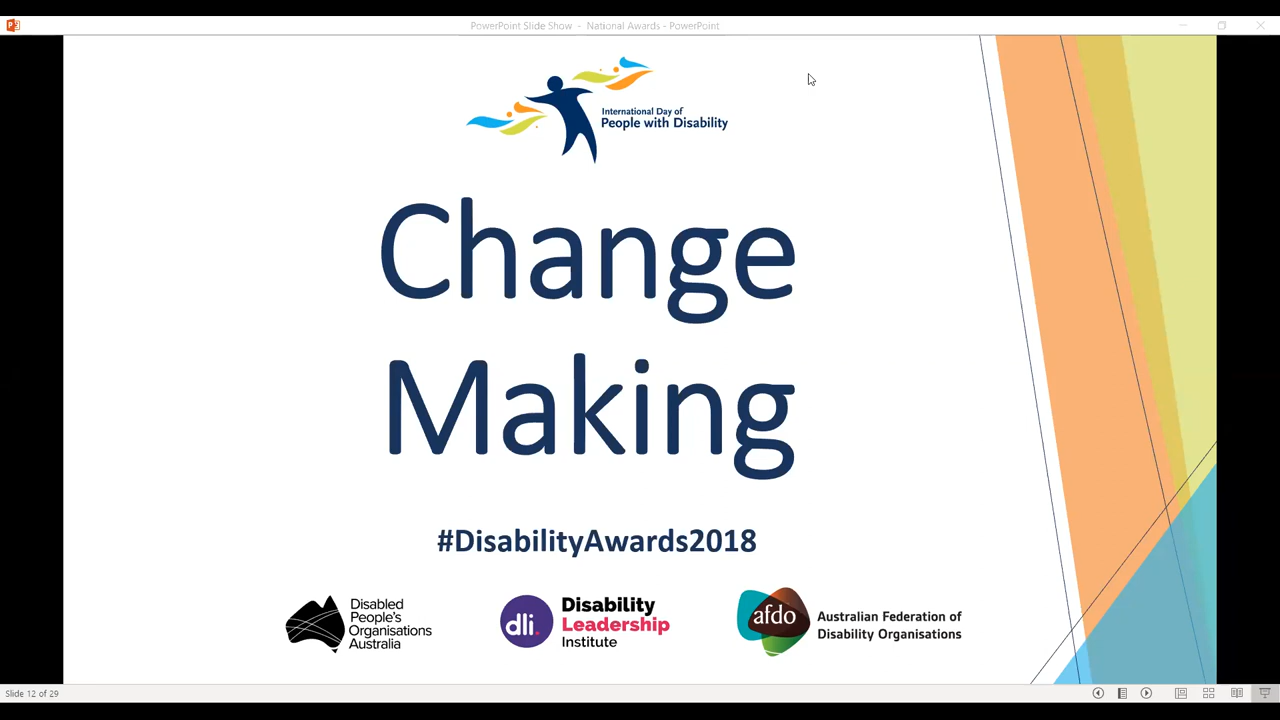 PowerPoint Slide Show - National Awards - PowerPoint
International Day of
People with Disability
Change
Making
#DisabilityAwards2018
Disabled
People's
Organisations
Australia
dli.
Disability
Leadership
Institute
afdo
Australian Federation of
Disability Organisations
Slide 12 of 29